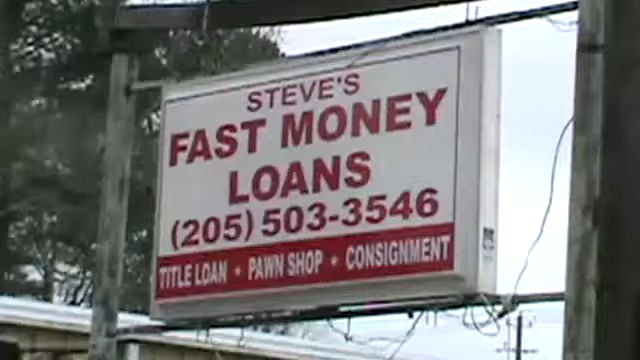 STEVE'S
FAST MONEY
LOANS
(205) 503-3546
TITLE LOAN • PAWN SHOP • CONSIGNMENT